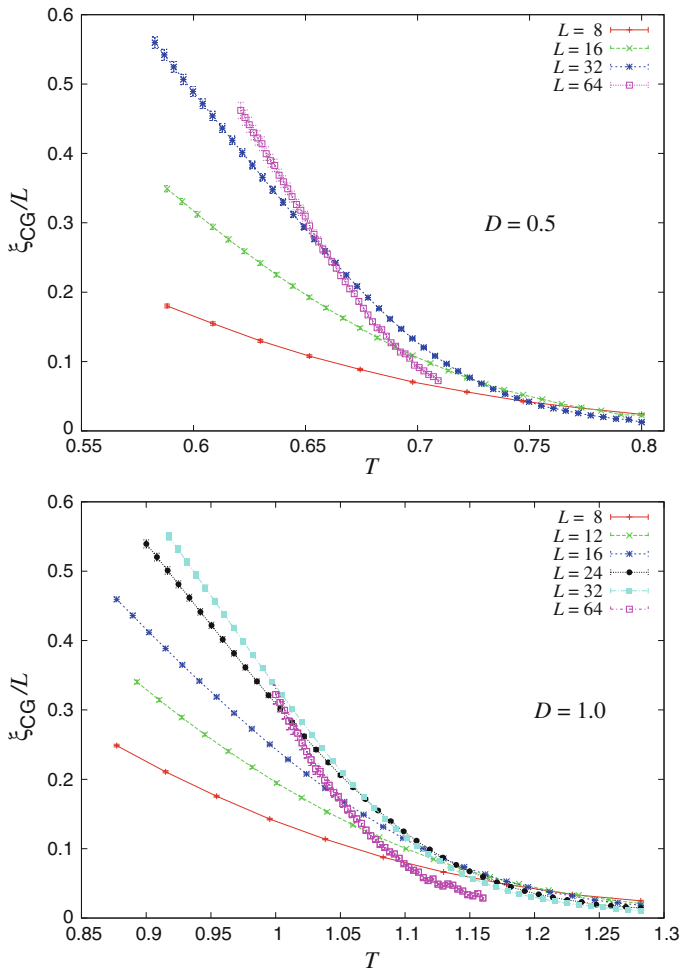 0.6
0.5
0.4
0.3
0.2
0.1
0
ξCG/L
L = 8
L = 16
L = 32
L = 64
D = 0.5
0.55 0.6 0.65 0.7 0.75 0.8
T
0.6
0.5
0.4
0.3
0.2
0.1
0
ξCG/L
L = 8
L = 12
L = 16
L = 24
L = 32
L = 64
D = 1.0
0.85 0.9 0.95 1 1.05 1.1 1.15 1.2 1.25 1.3
T